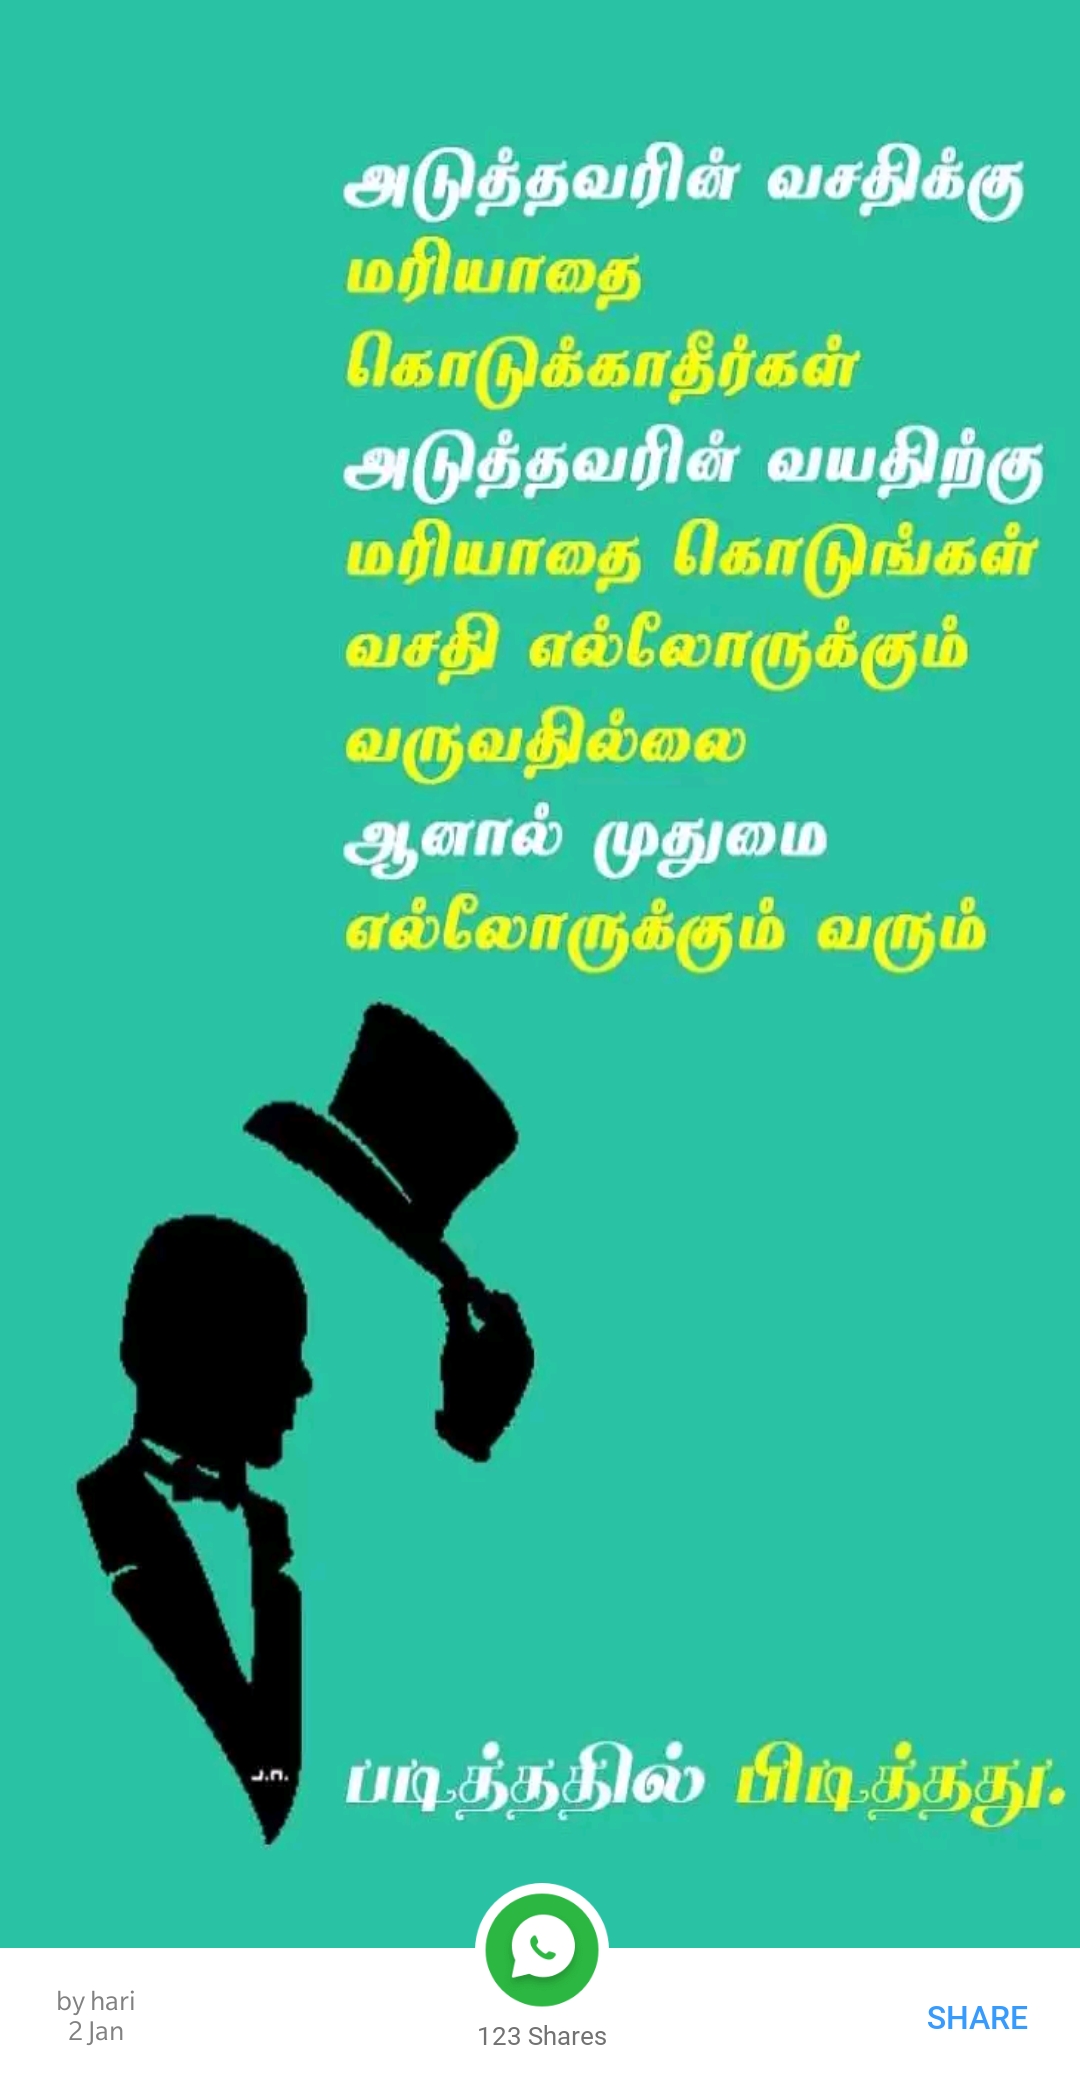 அடுத்தவரின் வசதிக்கு
மரியாதை
கொடுக்காதீர்கள்
அடுத்தவரின் வயதிற்கு
மரியாதை கொடுங்கள்
வசதி எல்லோருக்கும்
வருவதில்லை
ஆனால் முதுமை
எல்லோருக்கும் வரும்
படித்ததில் பிடித்தது.
by hari
2 Jan
123 Shares
SHARE